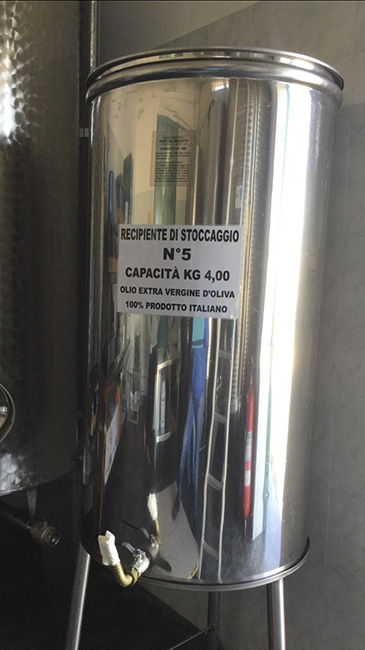 RECIPIENTE DI STOCCAGGIO
N°5
CAPACITÀ KG 4,00
OLIO EXTRA VERGINE D'OLIVA
100% PRODOTTO ITALIANO